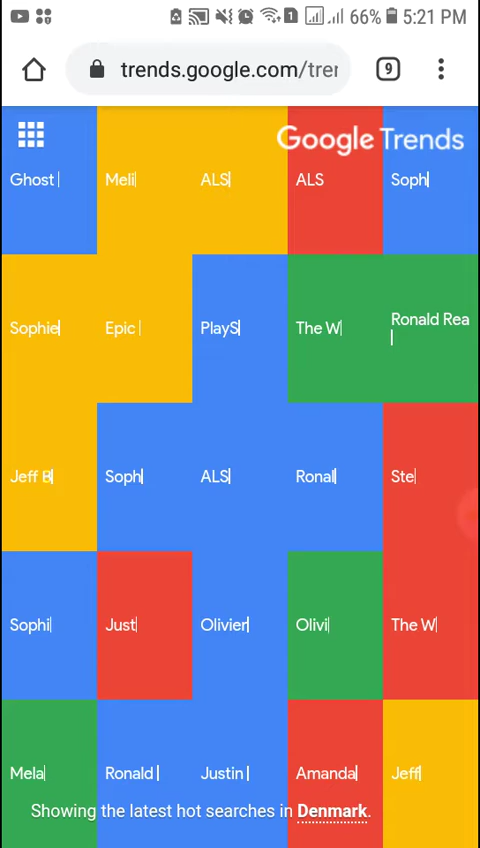 66% 5:21 PM
trends.google.com/tren
9
Google Trends
Ghost
Meli
ALS
ALS
Soph
Sophie
Epic
PlayS
The W
Ronald Rea
Jeff B
Soph
ALS
Ronal
Ste
Sophi
Just
Olivier
Olivi
The W
Mela
Ronald
Justin
Amanda
Jeff
Showing the latest hot searches in Denmark.